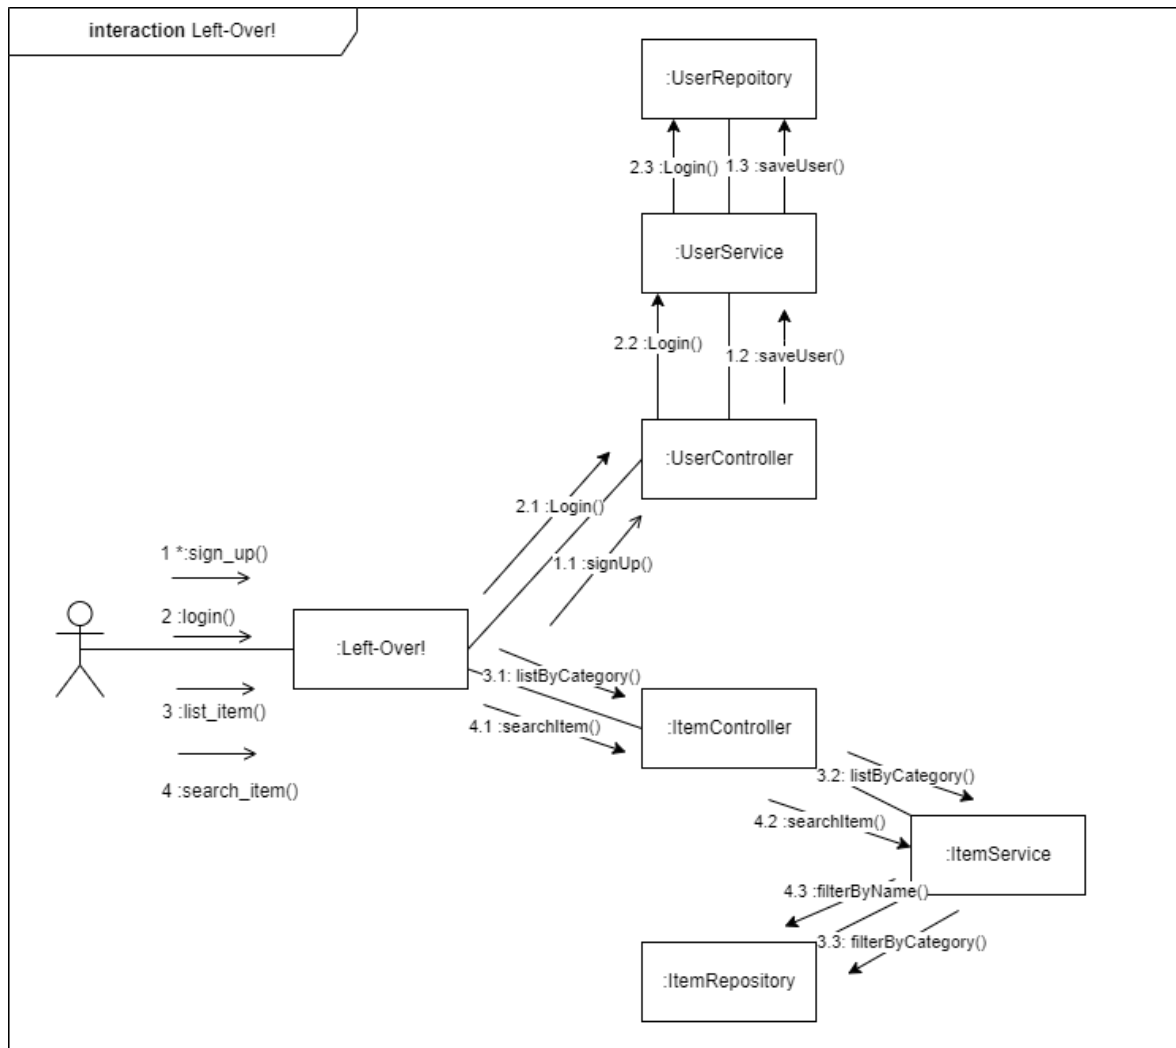 interaction Left-Over!
:UserRepoitory
2.3 :Login()
1.3 :saveUser()
:UserService
2.2 :Login()
1.2 :saveUser()
:UserController
2.1 :Login()
1.1 :signUp()
1 *:sign_up()
2 :login()
:Left-Over!
3 :list_item()
4 :search_item()
3.1: listByCategory()
4.1 :searchItem()
:ItemController
3.2: listByCategory()
4.2 :searchItem()
:ItemService
4.3 :filterByName()
3.3: filterByCategory()
:ItemRepository